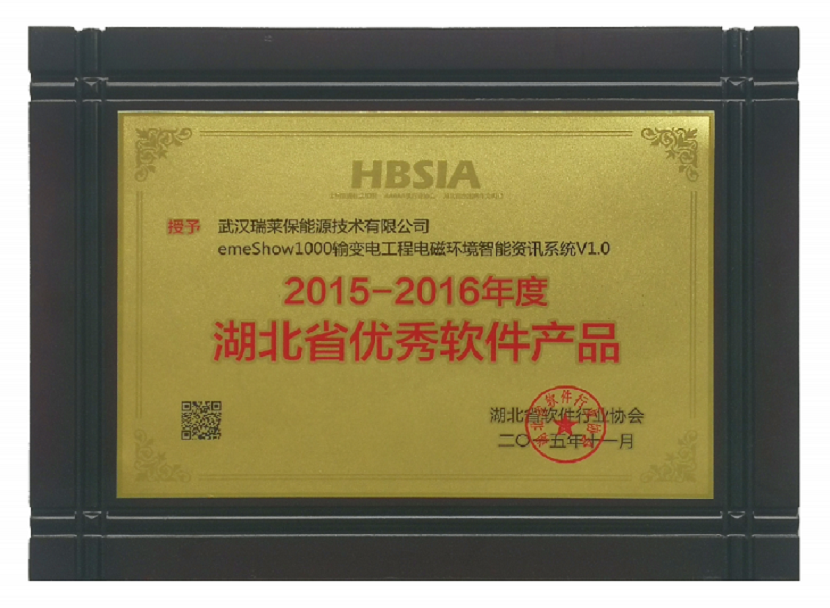 HBSIA
授予 武汉瑞莱保能源技术有限公司
emeShow1000输变电工程电磁环境智能资讯系统V1.0
2015-2016年度
湖北省优秀软件产品
湖北省软件行业协会
二〇一五年十一月